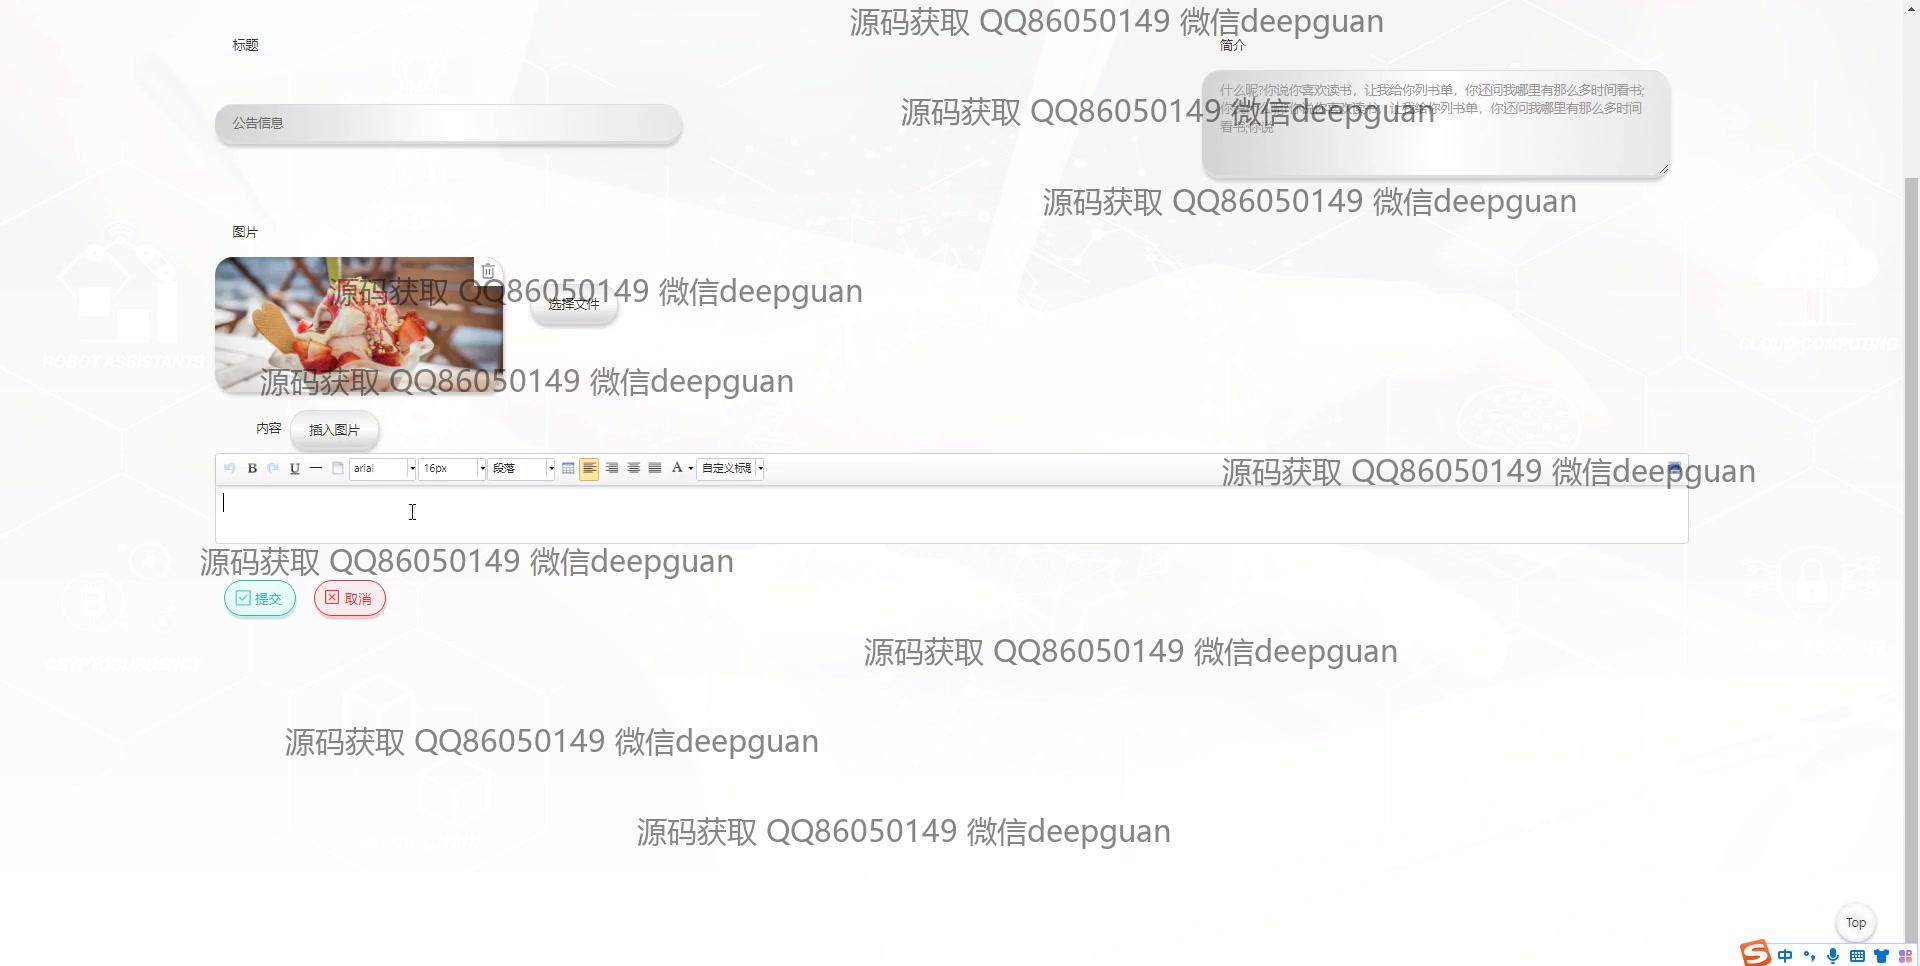 源码获取 QQ86050149 微信deepguan
标题
简介
源码获取 QQ86050149 微信deepguan
公告信息
什么呢?你说你喜欢读书，让我给你列书单，你还问我哪里有那么多时间看书;
让我给你列书单，你还问我哪里有那么多时间
看书;你说
源码获取 QQ86050149 微信deepguan
图片
源码获取 QQ86050149 微信deepguan
选择文件
ROBOT ASSISTANTS
CLOUD COMPUTING
源码获取 QQ86050149 微信deepguan
内容 插入图片
B U arial 16px 段落 A 自定义标题
源码获取 QQ86050149 微信deepguan
源码获取 QQ86050149 微信deepguan
提交 取消
源码获取 QQ86050149 微信deepguan
CRYPTOCURRENCY
源码获取 QQ86050149 微信deepguan
源码获取 QQ86050149 微信deepguan
Top
S 中